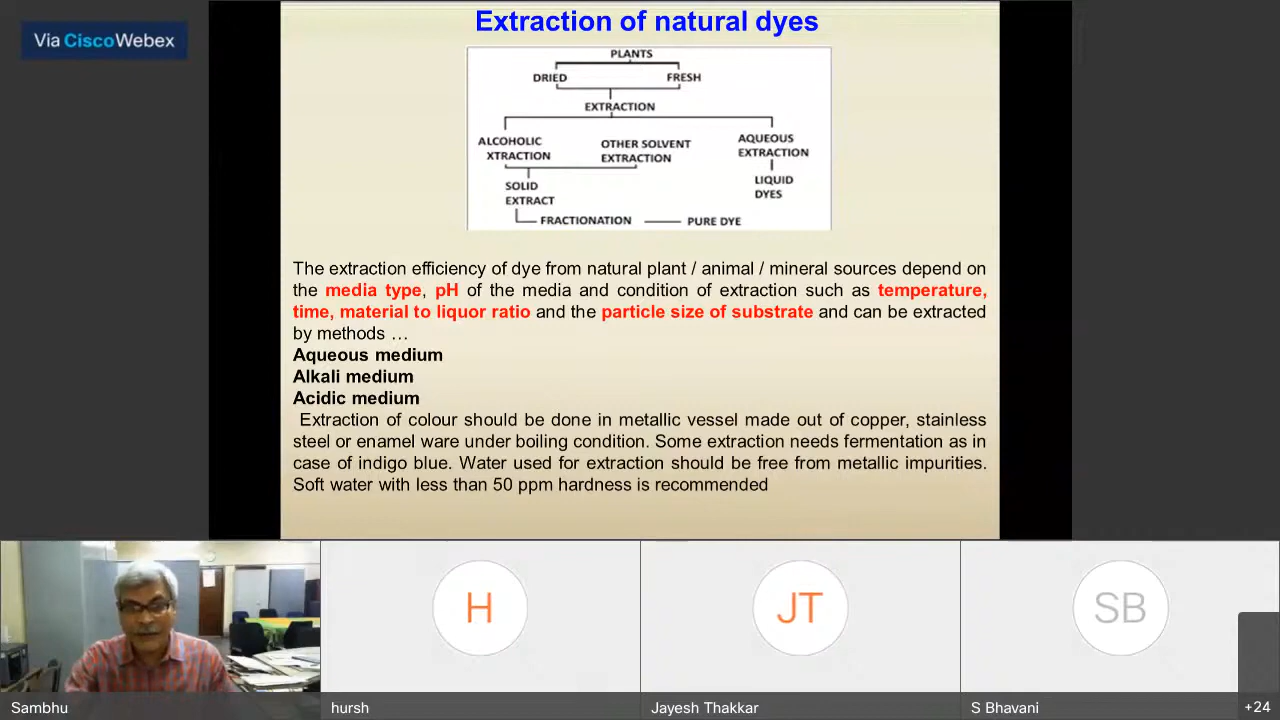 Via CiscoWebex
Extraction of natural dyes
PLANTS
DRIED FRESH
EXTRACTION
ALCOHOLIC
XTRACTION
OTHER SOLVENT
EXTRACTION
AQUEOUS
EXTRACTION
SOLID
EXTRACT
LIQUID
DYES
FRACTIONATION PURE DYE
The extraction efficiency of dye from natural plant / animal / mineral sources depend on
the media type, pH of the media and condition of extraction such as temperature,
time, material to liquor ratio and the particle size of substrate and can be extracted
by methods …
Aqueous medium
Alkali medium
Acidic medium
Extraction of colour should be done in metallic vessel made out of copper, stainless
steel or enamel ware under boiling condition. Some extraction needs fermentation as in
case of indigo blue. Water used for extraction should be free from metallic impurities.
Soft water with less than 50 ppm hardness is recommended
H
JT
SB
Sambhu
hursh
Jayesh Thakkar
S Bhavani
+24